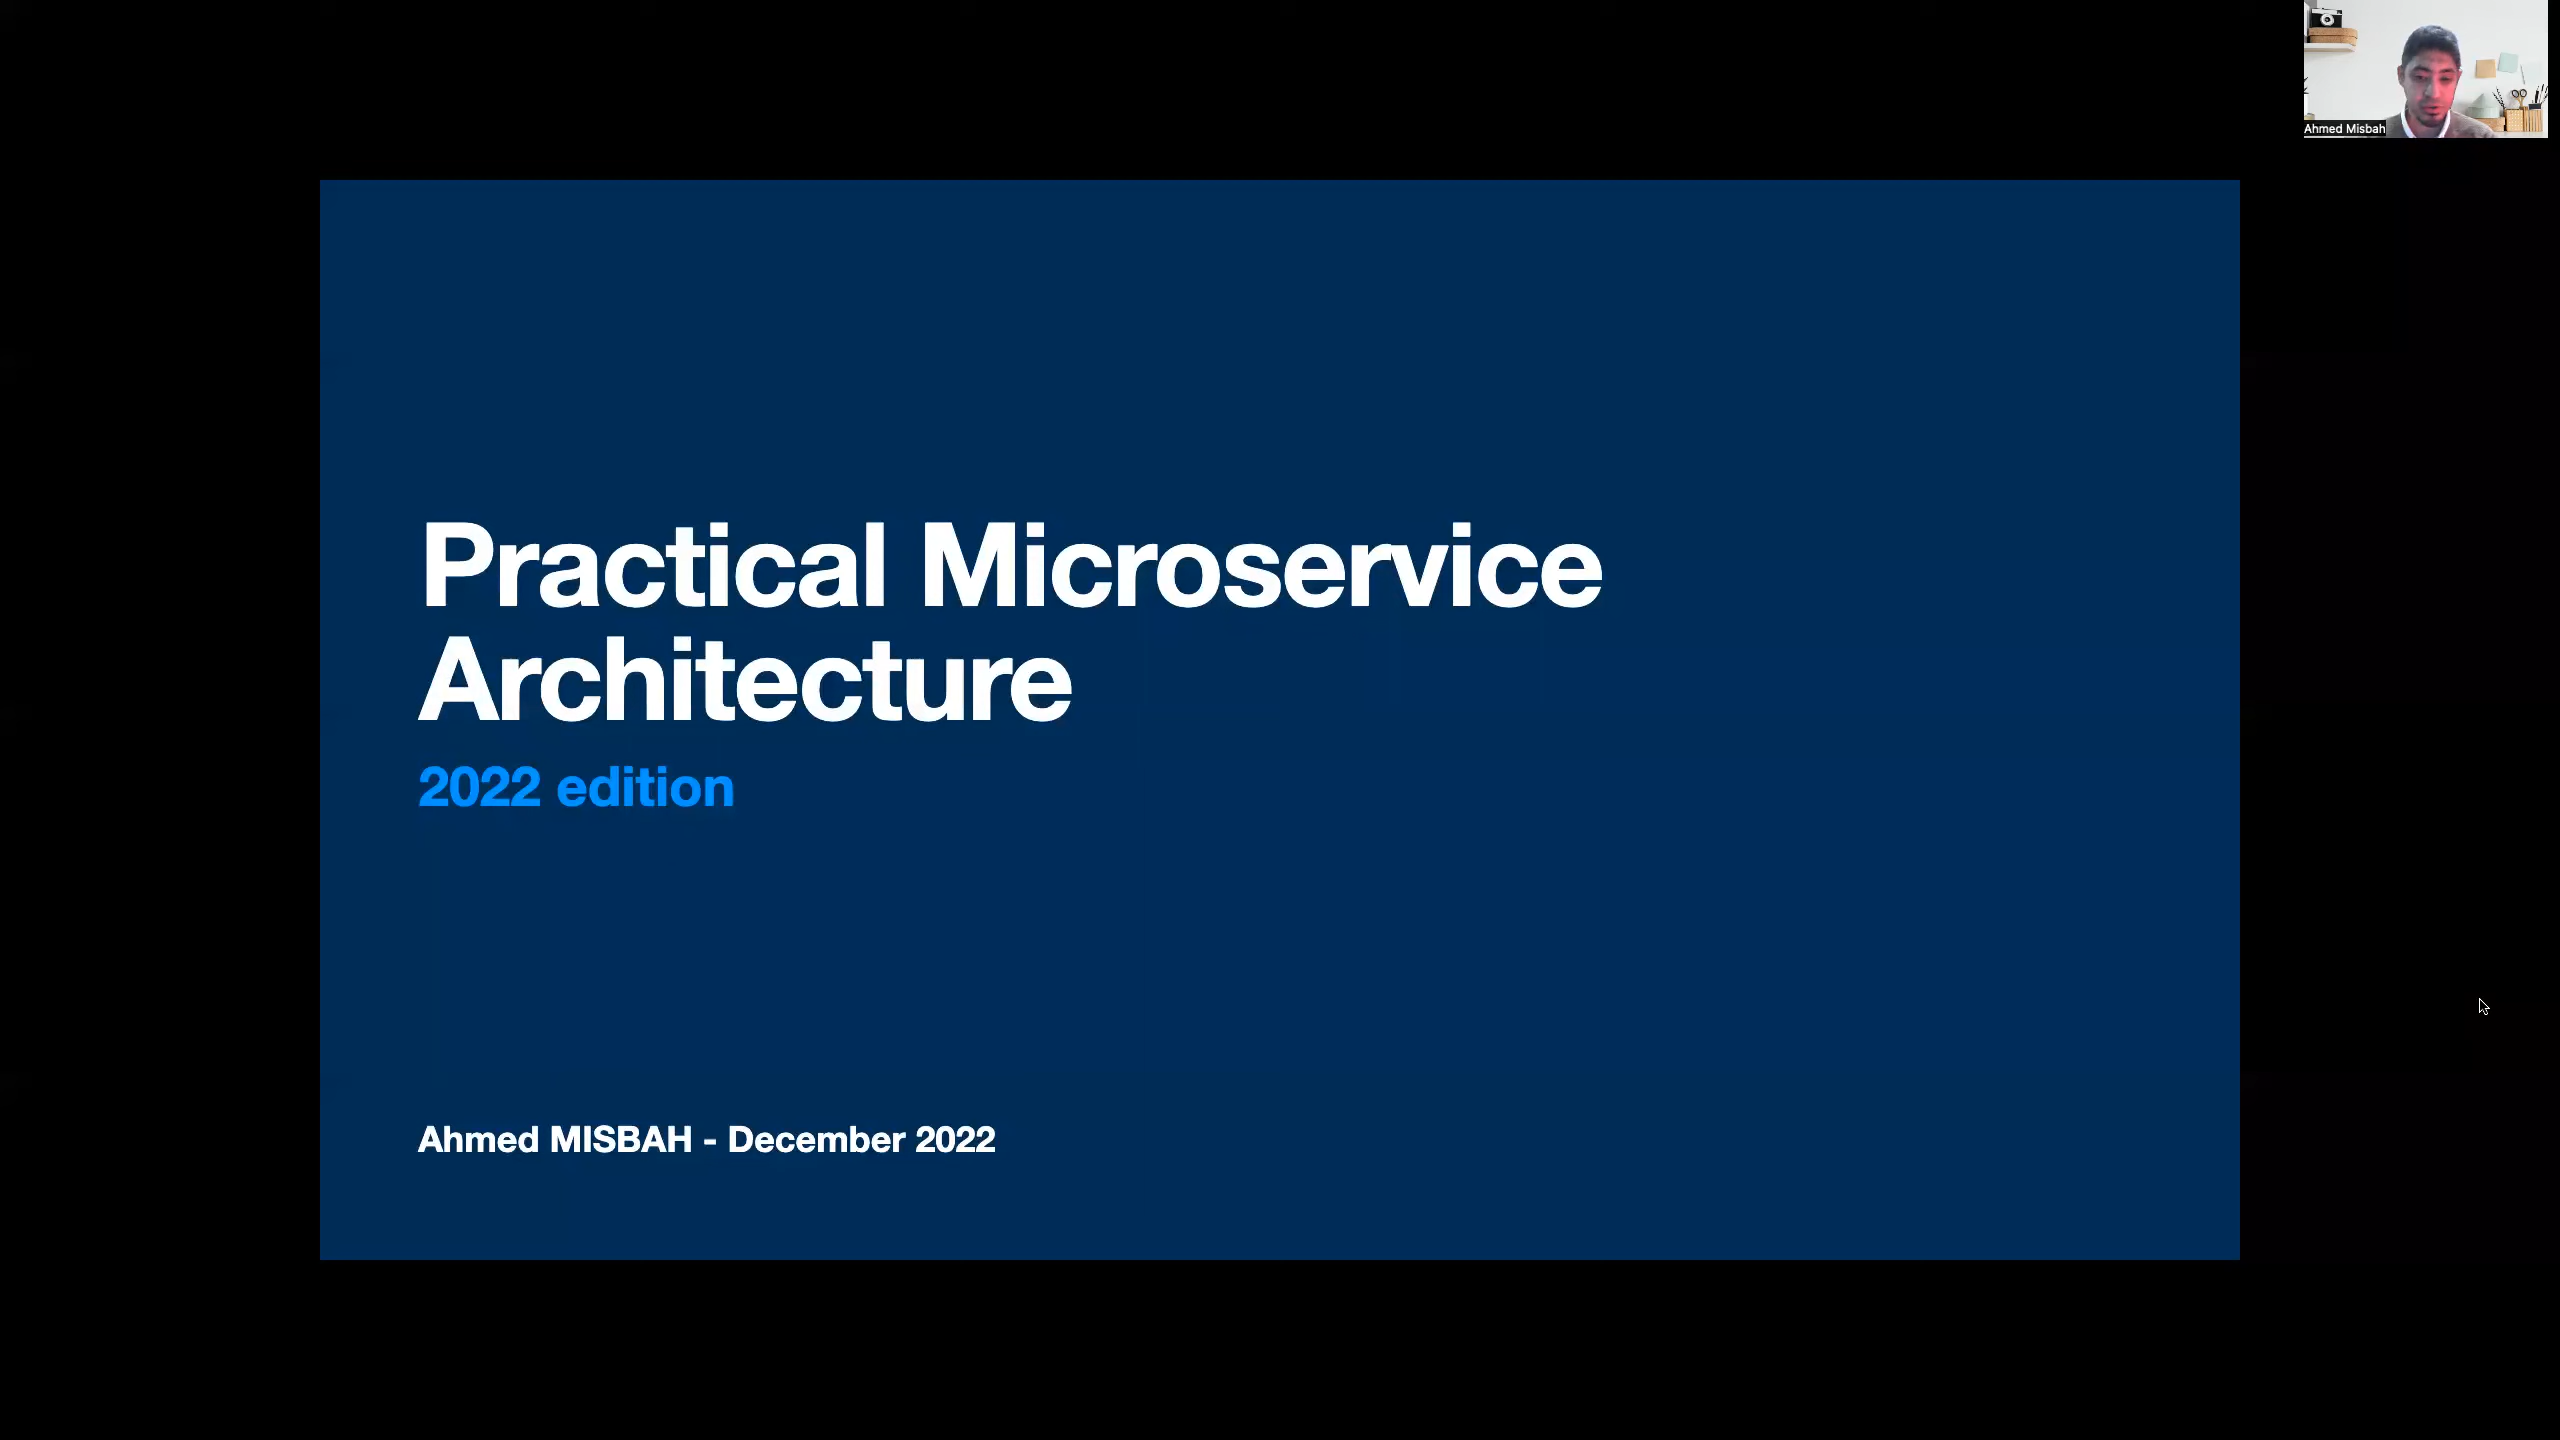 Ahmed Misbah
Practical Microservice
Architecture
2022 edition
Ahmed MISBAH - December 2022